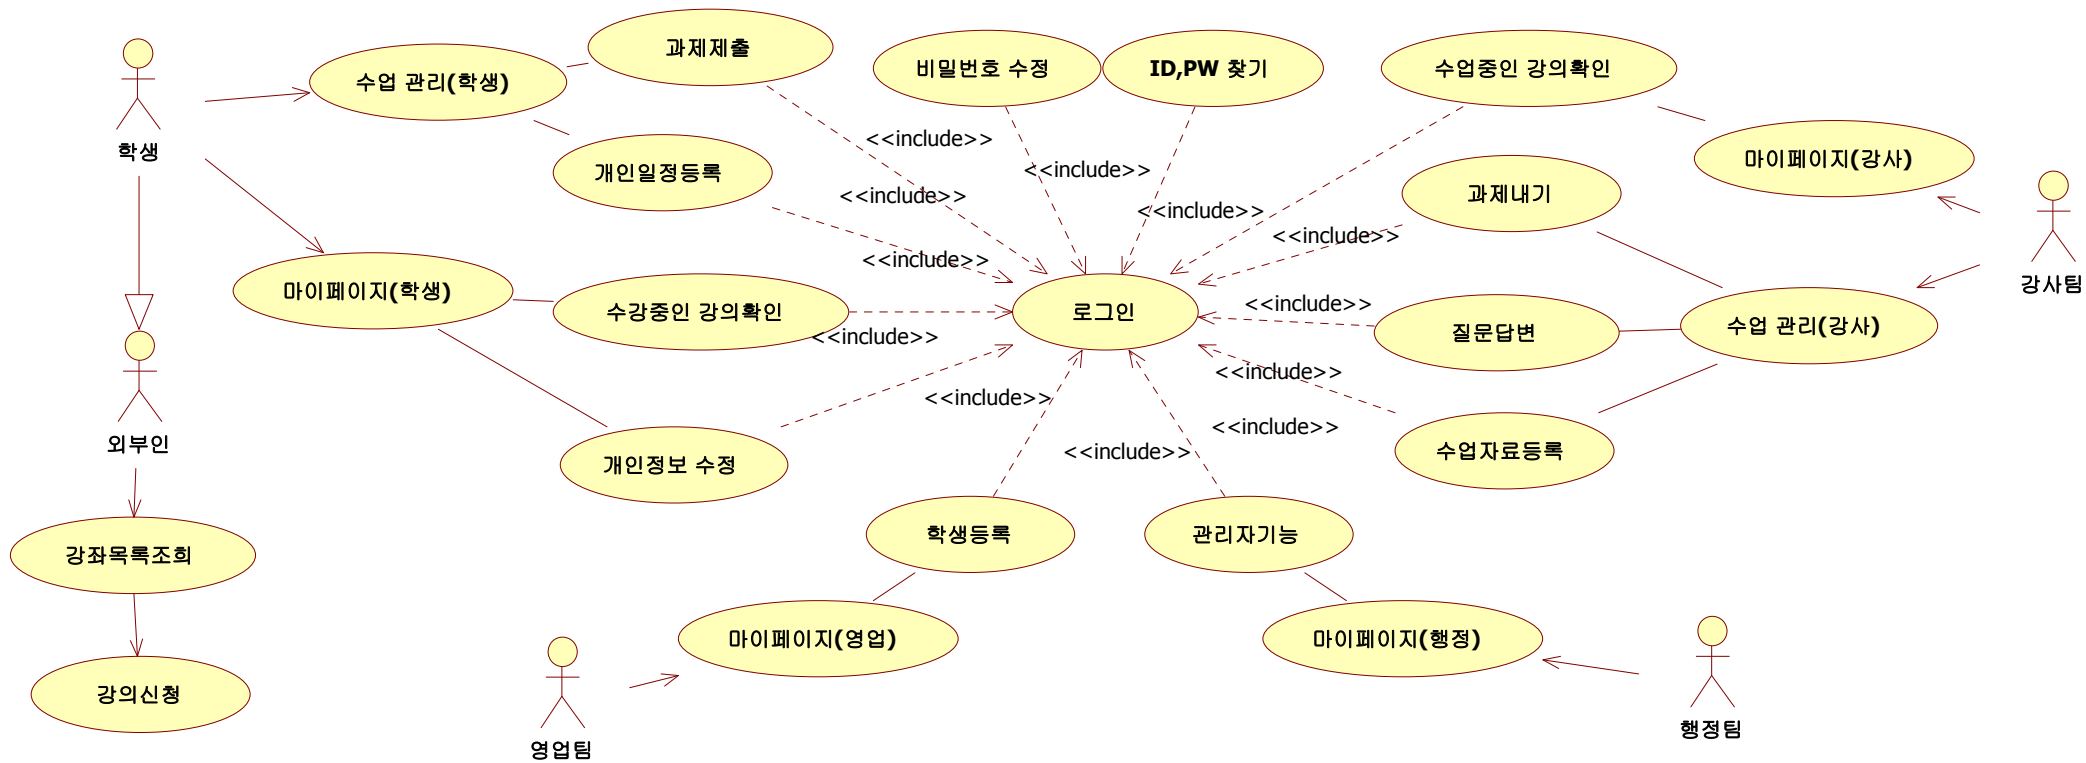 과제제출
비밀번호 수정
ID,PW 찾기
수업중인 강의확인
수업 관리(학생)
학생
<<include>>
<<include>>
개인일정등록
마이페이지(강사)
<<include>>
<<include>>
과제내기
<<include>>
<<include>>
마이페이지(학생)
수강중인 강의확인
로그인
<<include>>
질문답변
수업 관리(강사)
강사팀
<<include>>
<<include>>
<<include>>
<<include>>
<<include>>
외부인
개인정보 수정
수업자료등록
학생등록
관리자기능
강좌목록조희
마이페이지(영업)
마이페이지(행정)
강의신청
영업팀
행정팀